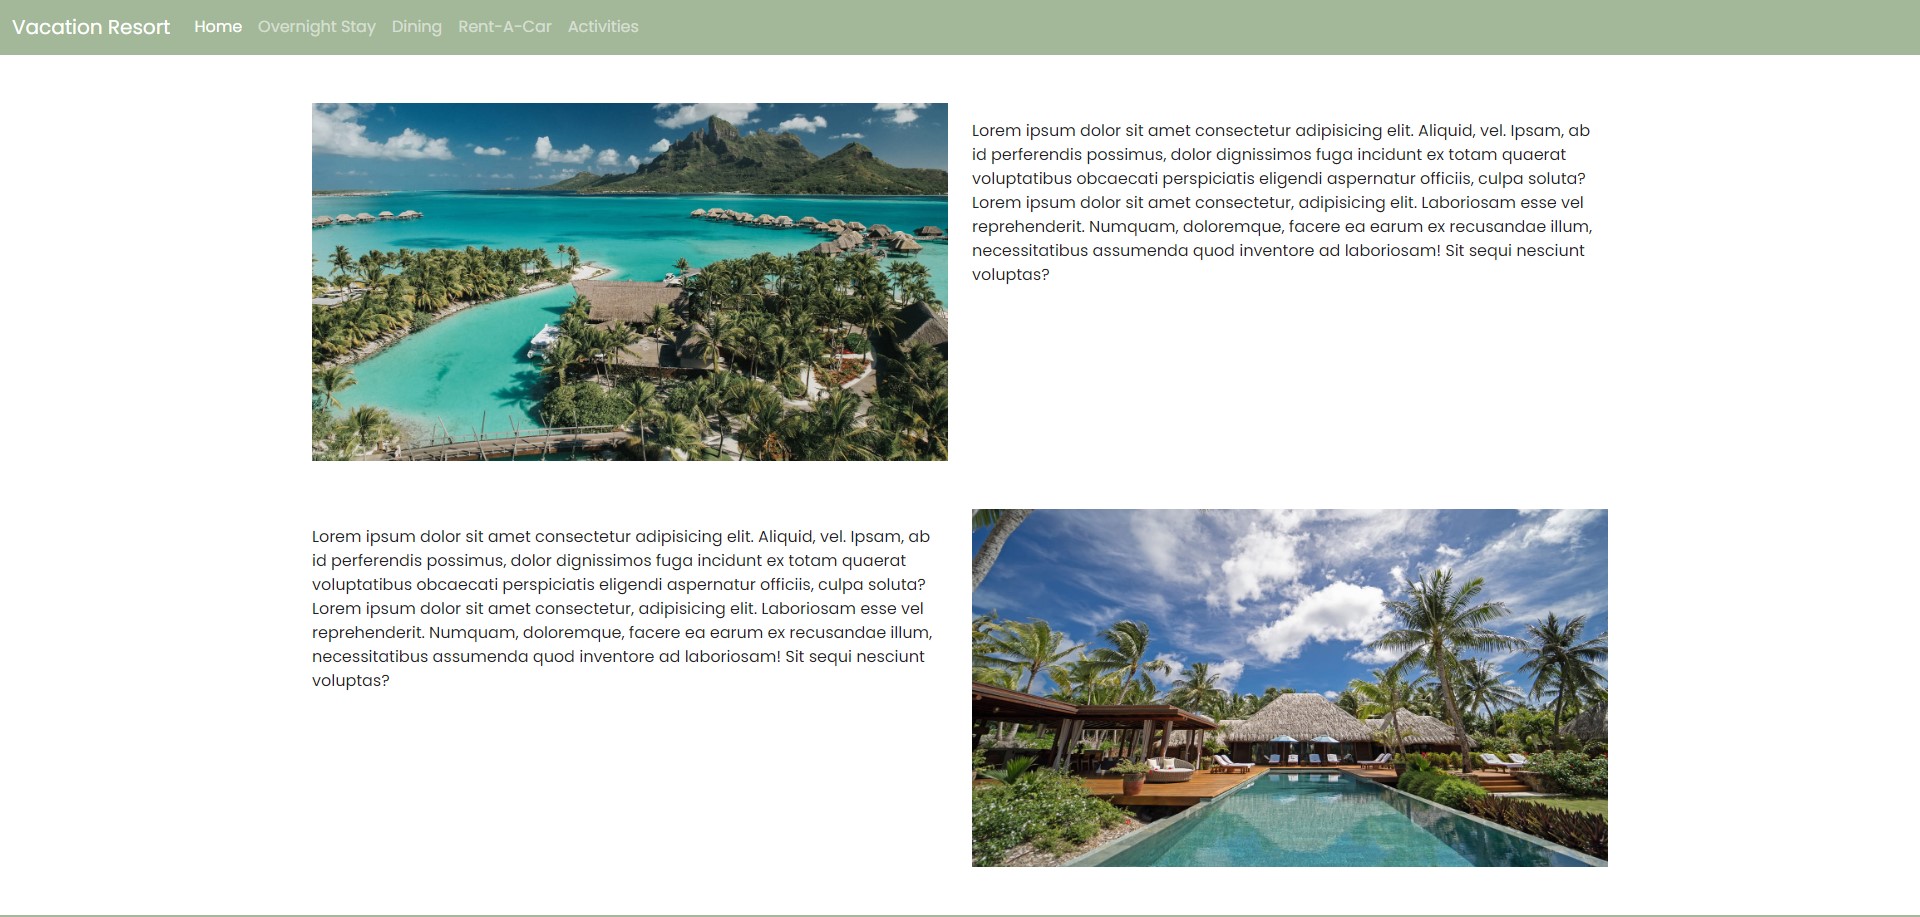 Vacation Resort Home Overnight Stay Dining Rent-A-Car Activities
Lorem ipsum dolor sit amet consectetur adipisicing elit. Aliquid, vel. Ipsam, ab
id perferendis possimus, dolor dignissimos fuga incidunt ex totam quaerat
voluptatibus obcaecati perspiciatis eligendi aspernatur officiis, culpa soluta?
Lorem ipsum dolor sit amet consectetur, adipisicing elit. Laboriosam esse vel
reprehenderit. Numquam, doloremque, facere ea earum ex recusandae illum,
necessitatibus assumenda quod inventore ad laboriosam! Sit sequi nesciunt
voluptas?
Lorem ipsum dolor sit amet consectetur adipisicing elit. Aliquid, vel. Ipsam, ab
id perferendis possimus, dolor dignissimos fuga incidunt ex totam quaerat
voluptatibus obcaecati perspiciatis eligendi aspernatur officiis, culpa soluta?
Lorem ipsum dolor sit amet consectetur, adipisicing elit. Laboriosam esse vel
reprehenderit. Numquam, doloremque, facere ea earum ex recusandae illum,
necessitatibus assumenda quod inventore ad laboriosam! Sit sequi nesciunt
voluptas?